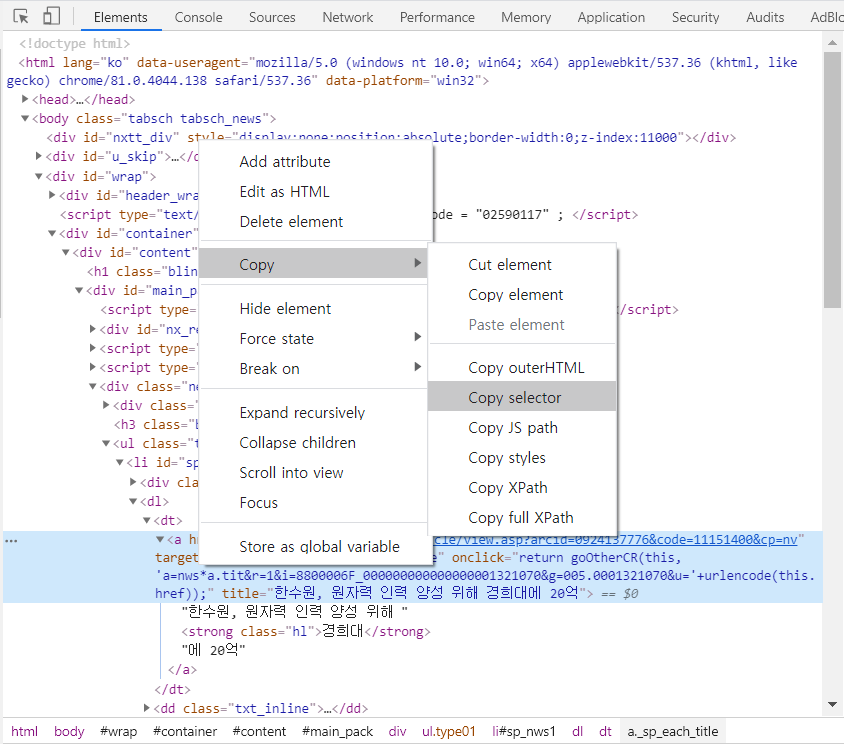 Elements Console Sources Network Performance Memory Application Security Audits AdBlo
<!doctype html>
<html lang="ko" data-useragent="mozilla/5.0 (windows nt 10.0; win64; x64) applewebkit/537.36 (khtml, like
gecko) chrome/81.0.4044.138 safari/537.36" data-platform="win32">
<head>…</head>
<body class="tabsch tabsch_news">
<div id="nxtt_div" style="display:none;position:absolute;border-width:0;z-index:11000"></div>
<div id="u_skip">…</d
<div id="wrap">
<div id="header_wra
<script type="text/ ode = "02590117" ; </script>
<div id="container"
<div id="content"
<h1 class="blin
<div id="main_p
<script type= /script>
<div id="nx_re
<script type=
<script type=
<div class="ne
<div class=
<h3 class="b
<ul class="t
<li id="sp
<div cla
<dl>
<dt>
… <a h cle/view.asp?arcid=0924137776&code=11151400&cp=nv"
target e" onclick="return goOtherCR(this,
'a=nws*a.tit&r=1&i=8800006F_000000000000000001321070&g=005.0001321070&u='+urlencode(this.
href));" title="한수원, 원자력 인력 양성 위해 경희대에 20억"> == $0
"한수원, 원자력 인력 양성 위해 "
<strong class="hl">경희대</strong>
"에 20억"
</a>
</dt>
<dd class="txt_inline">…</dd>
Add attribute
Edit as HTML
Delete element
Copy
Hide element
Force state
Break on
Expand recursively
Collapse children
Scroll into view
Focus
Store as global variable
Cut element
Copy element
Paste element
Copy outerHTML
Copy selector
Copy JS path
Copy styles
Copy XPath
Copy full XPath
html body #wrap #container #content #main_pack div ul.type01 li#sp_nws1 dl dt a._sp_each_title